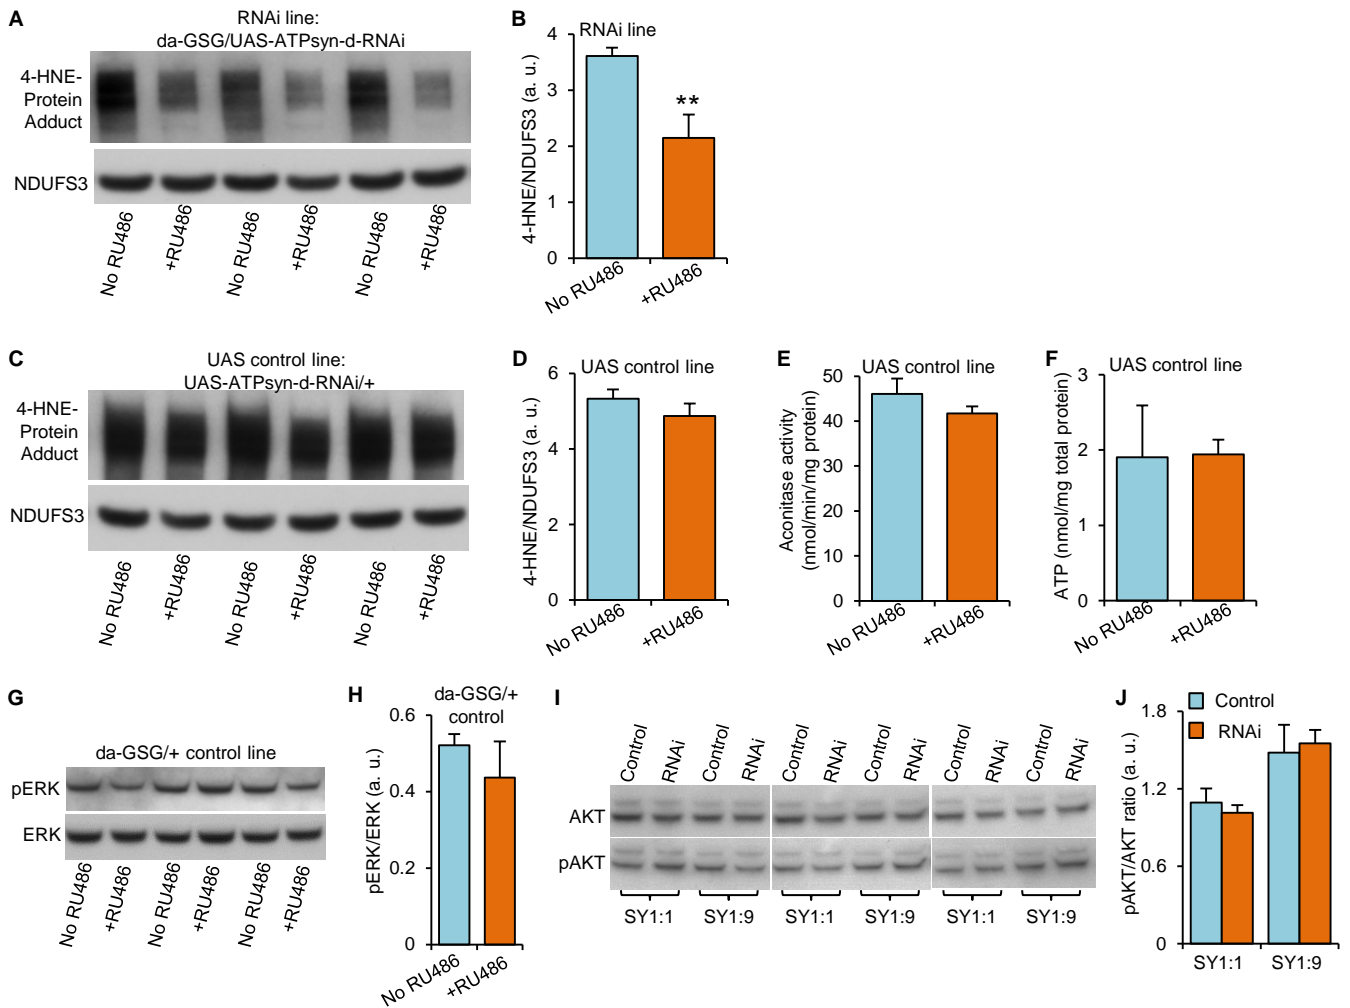 A
RNAi line:
da-GSG/UAS-ATPsyn-d-RNAi
4-HNE-
Protein
Adduct
NDUFS3
No RU486
+RU486
No RU486
+RU486
No RU486
+RU486
B
RNAi line
4-HNE/NDUFS3 (a. u.)
4
3
2
1
0
**
No RU486
+RU486
C
UAS control line:
UAS-ATPsyn-d-RNAi/+
4-HNE-
Protein
Adduct
NDUFS3
No RU486
+RU486
No RU486
+RU486
No RU486
+RU486
D
UAS control line
4-HNE/NDUFS3 (a. u.)
6
4
2
0
No RU486
+RU486
E
UAS control line
Aconitase activity
(nmol/min/mg protein)
50
40
30
20
10
0
No RU486
+RU486
F
UAS control line
ATP (nmol/mg total protein)
3
2
1
0
No RU486
+RU486
G
da-GSG/+ control line
pERK
ERK
No RU486
+RU486
No RU486
+RU486
No RU486
+RU486
H
da-GSG/+
control
pERK/ERK (a. u.)
0.6
0.4
0.2
0
No RU486
+RU486
I
Control
RNAi
Control
RNAi
Control
RNAi
Control
RNAi
Control
RNAi
Control
RNAi
AKT
pAKT
SY1:1
SY1:9
SY1:1
SY1:9
SY1:1
SY1:9
J
Control
RNAi
pAKT/AKT ratio (a. u.)
1.8
1.2
0.6
0
SY1:1
SY1:9